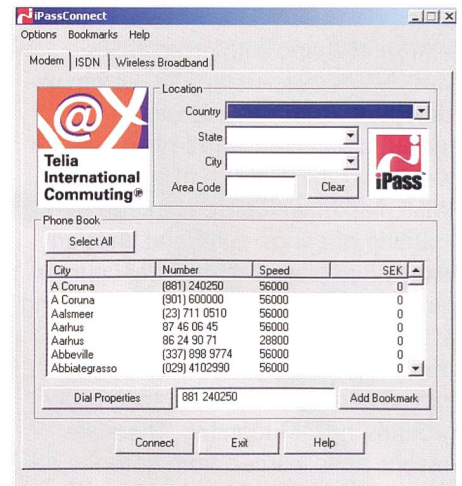 iPassConnect
Options Bookmarks Help
Modem ISDN Wireless Broadband
Location
Country
State
City
Area Code Clear
@
Telia
International
Commuting®
iPass
Phone Book
Select All
City Number Speed SEK
A Coruna (881) 240250 56000 0
A Coruna (901) 600000 56000 0
Aalsmeer (23) 711 0510 56000 0
Aarhus 87 46 06 45 56000 0
Aarhus 86 24 90 71 28800 0
Abbeville (337) 898 9774 56000 0
Abbiategrasso (029) 4102990 56000 0
Dial Properties 881 240250 Add Bookmark
Connect Exit Help